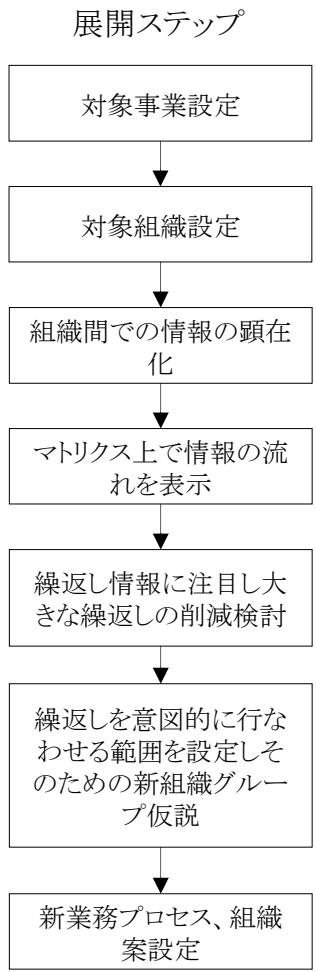 展開ステップ
対象事業設定
対象組織設定
組織間での情報の顕在
化
マトリクス上で情報の流
れを表示
繰返し情報に注目し大
きな繰返しの削減検討
繰返しを意図的に行な
わせる範囲を設定しそ
のための新組織グルー
プ仮説
新業務プロセス、組織
案設定